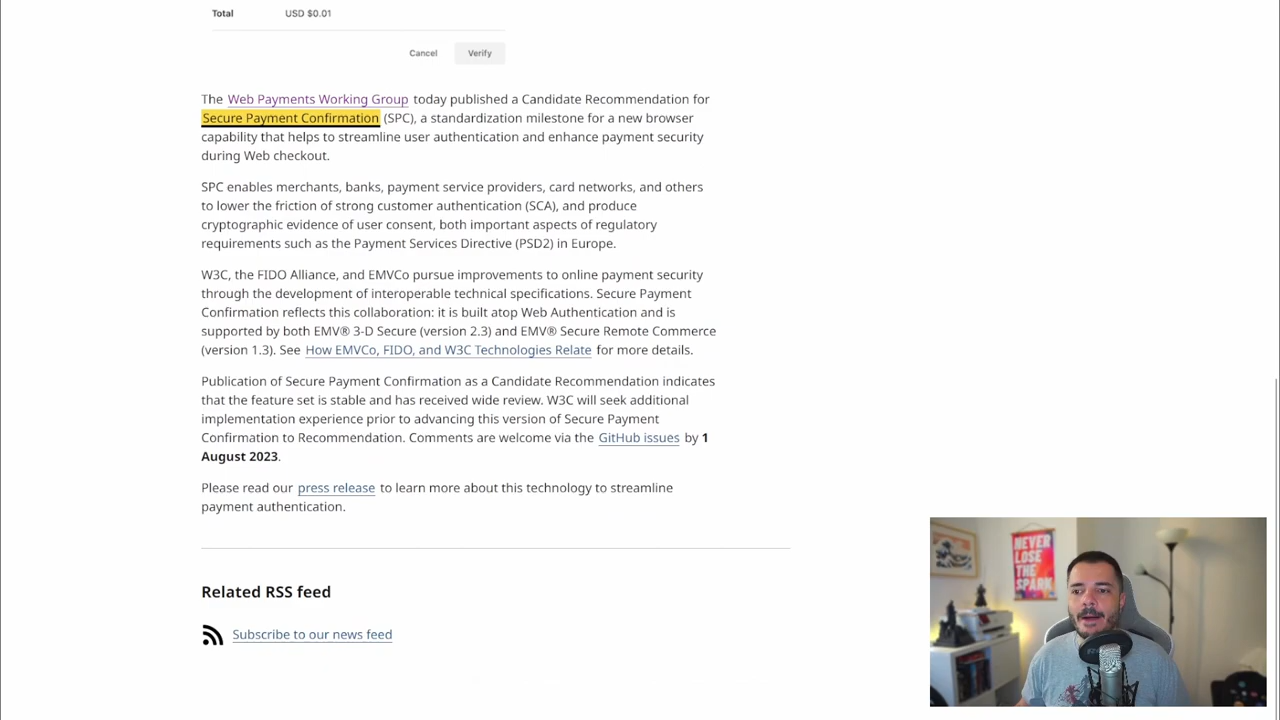 Total USD $0.01
Cancel Verify
The Web Payments Working Group today published a Candidate Recommendation for
Secure Payment Confirmation (SPC), a standardization milestone for a new browser
capability that helps to streamline user authentication and enhance payment security
during Web checkout.
SPC enables merchants, banks, payment service providers, card networks, and others
to lower the friction of strong customer authentication (SCA), and produce
cryptographic evidence of user consent, both important aspects of regulatory
requirements such as the Payment Services Directive (PSD2) in Europe.
W3C, the FIDO Alliance, and EMVCo pursue improvements to online payment security
through the development of interoperable technical specifications. Secure Payment
Confirmation reflects this collaboration: it is built atop Web Authentication and is
supported by both EMV® 3-D Secure (version 2.3) and EMV® Secure Remote Commerce
(version 1.3). See How EMVCo, FIDO, and W3C Technologies Relate for more details.
Publication of Secure Payment Confirmation as a Candidate Recommendation indicates
that the feature set is stable and has received wide review. W3C will seek additional
implementation experience prior to advancing this version of Secure Payment
Confirmation to Recommendation. Comments are welcome via the GitHub issues by 1
August 2023.
Please read our press release to learn more about this technology to streamline
payment authentication.
Related RSS feed
Subscribe to our news feed
NEVER
LOSE
THE
SPARK